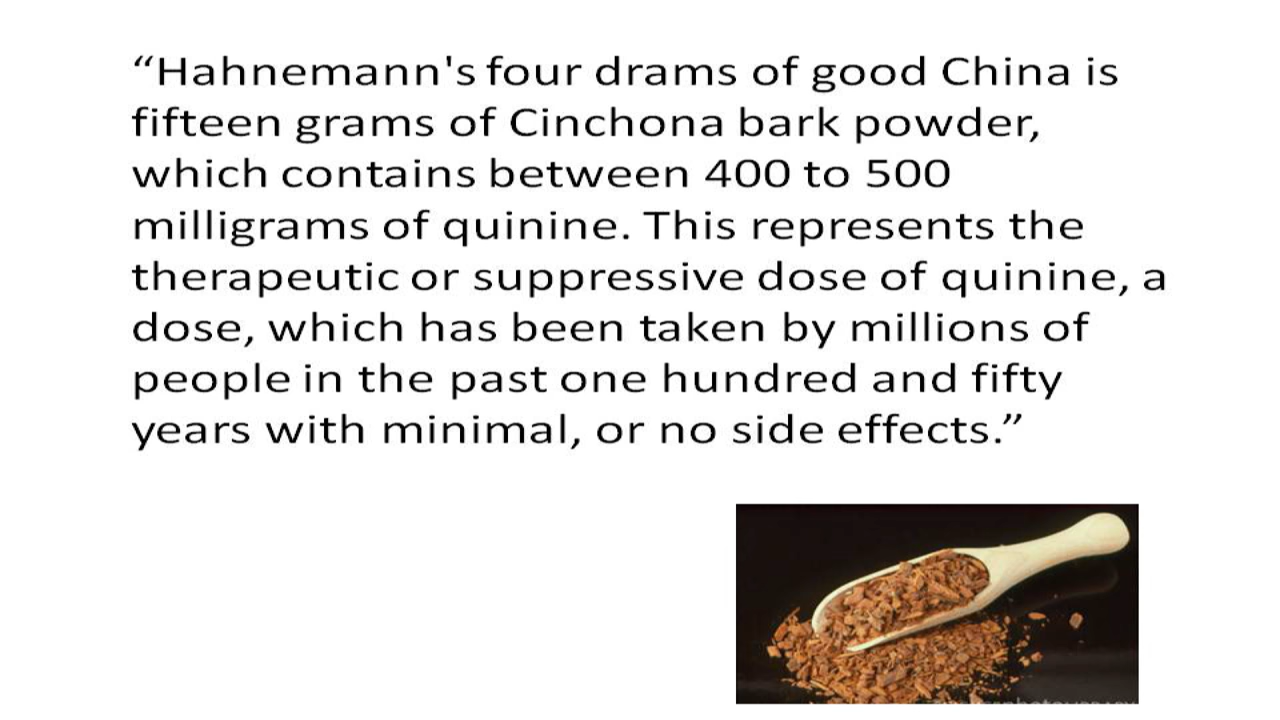 “Hahnemann's four drams of good China is
fifteen grams of Cinchona bark powder,
which contains between 400 to 500
milligrams of quinine. This represents the
therapeutic or suppressive dose of quinine, a
dose, which has been taken by millions of
people in the past one hundred and fifty
years with minimal, or no side effects.”